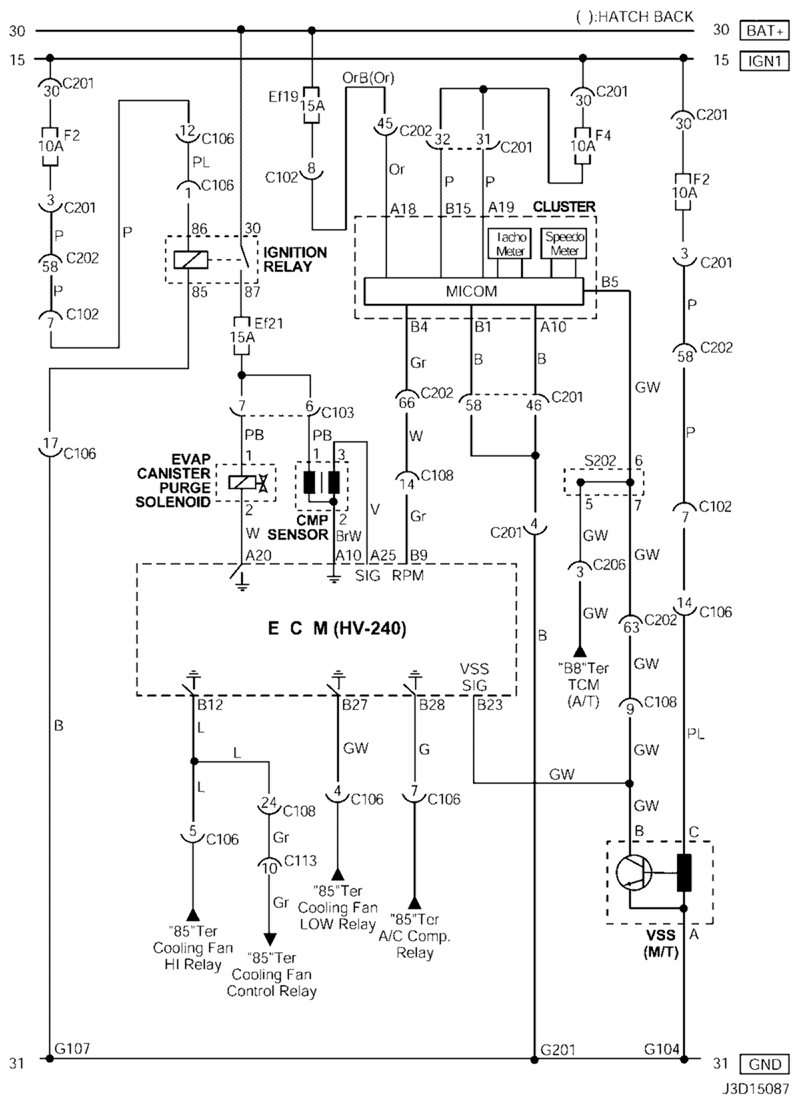 ( ):HATCH BACK
30 30 BAT+
15 15 IGN1
30 C201
F2
10A
3 C201
P
58 C202
P
7 C102
P
12 C106
PL
C106
1
86 30
IGNITION
RELAY
85 87
Ef21
15A
Ef19
15A
8
C102
OrB(Or)
45 C202
Or
32 31 C201
P P
30 C201
F4
10A
30 C201
F2
10A
3 C201
P
58 C202
P
7 C102
14 C106
PL
A18 B15 A19 CLUSTER
Tacho
Meter
Speedo
Meter
MICOM
B5
B4 B1 A10
Gr B B
C202
66
58 46 C201
W
C108
14
Gr
GW
7 6 C103
PB PB
17 C106
EVAP
CANISTER
PURGE
SOLENOID
1
2
W
1 3
CMP
SENSOR
2
BrW
V
S202 6
5 7
GW GW
C206
3
GW
"B8"Ter
TCM
(A/T)
C201 4
B
63 C202
GW
9 C108
GW
A20 A10 A25 B9
SIG RPM
E C M (HV-240)
VSS
SIG
B12 B27 B28 B23
L GW G
L
L
GW
GW
B
4 C106
7 C106
24 C108
Gr
10 C113
Gr
5 C106
"85"Ter
Cooling Fan
HI Relay
"85"Ter
Cooling Fan
Control Relay
"85"Ter
Cooling Fan
LOW Relay
"85"Ter
A/C Comp.
Relay
B C
VSS
(M/T)
A
31 G107 G201 G104 31 GND
J3D15087